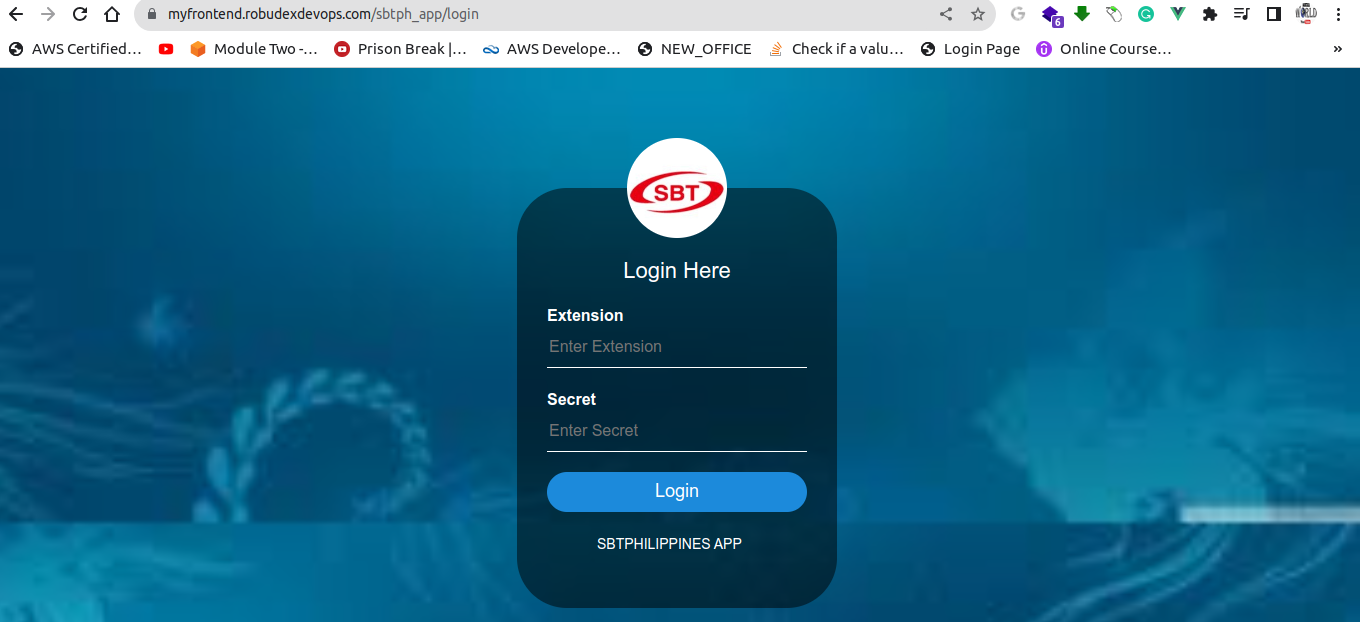 myfrontend.robudexdevops.com/sbtph_app/login
6
AWS Certified… Module Two -… Prison Break |… AWS Develope… NEW_OFFICE Check if a valu… Login Page Online Course… »
SBT
Login Here
Extension
Enter Extension
Secret
Enter Secret
Login
SBTPHILIPPINES APP